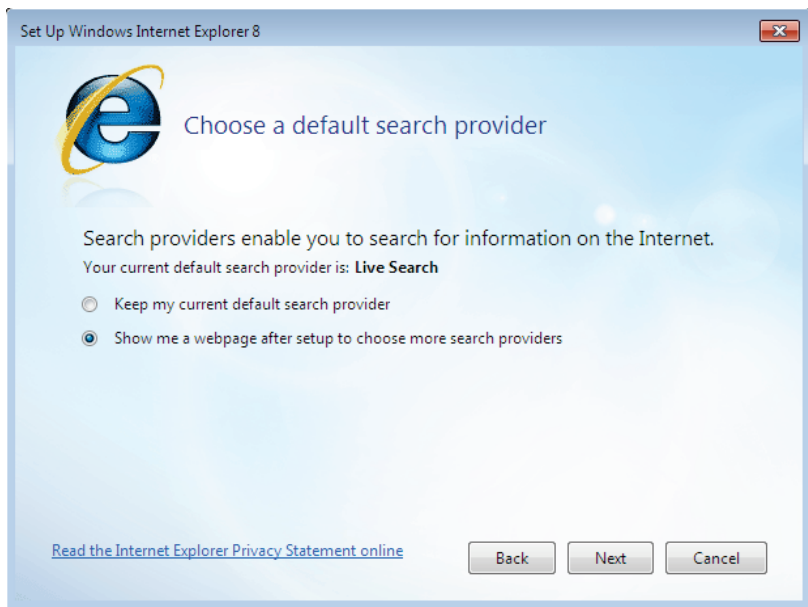 Set Up Windows Internet Explorer 8
Choose a default search provider
Search providers enable you to search for information on the Internet.
Your current default search provider is: Live Search
Keep my current default search provider
Show me a webpage after setup to choose more search providers
Read the Internet Explorer Privacy Statement online
Back Next Cancel